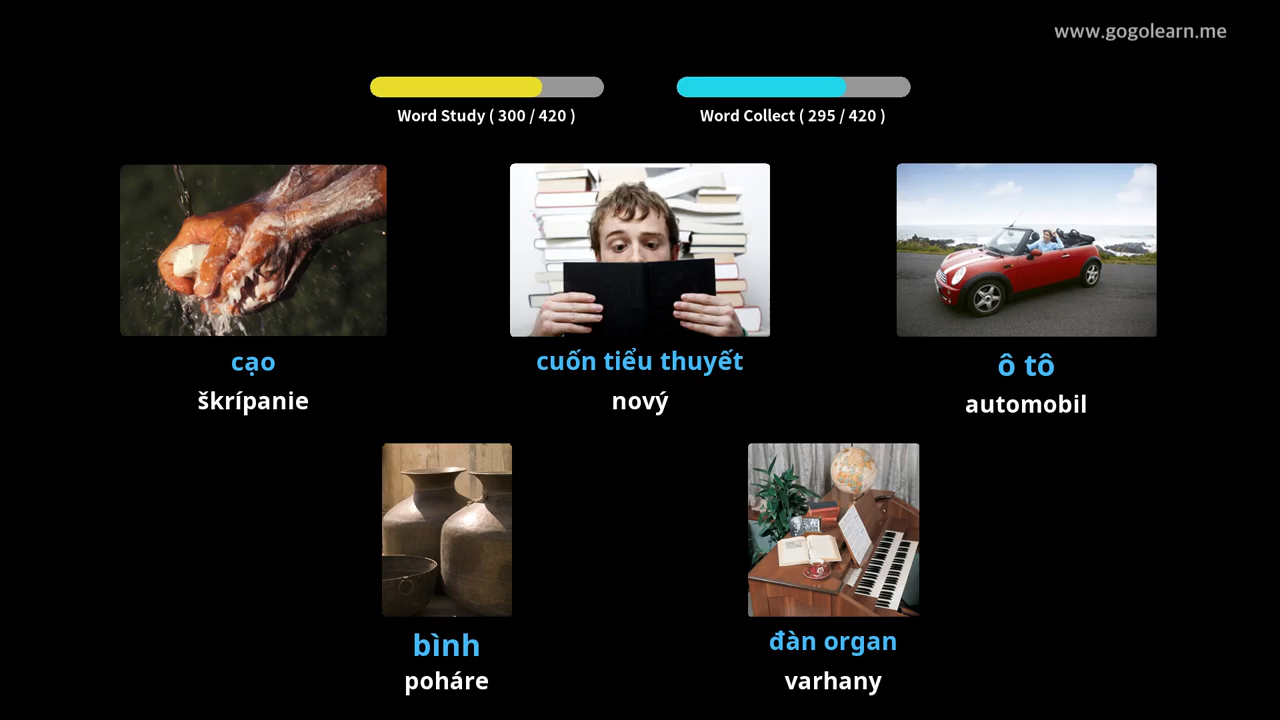 www.gogolearn.me
Word Study ( 300 / 420 )
Word Collect ( 295 / 420 )
cạo
škrípanie
cuốn tiểu thuyết
nový
ô tô
automobil
bình
poháre
đàn organ
varhany